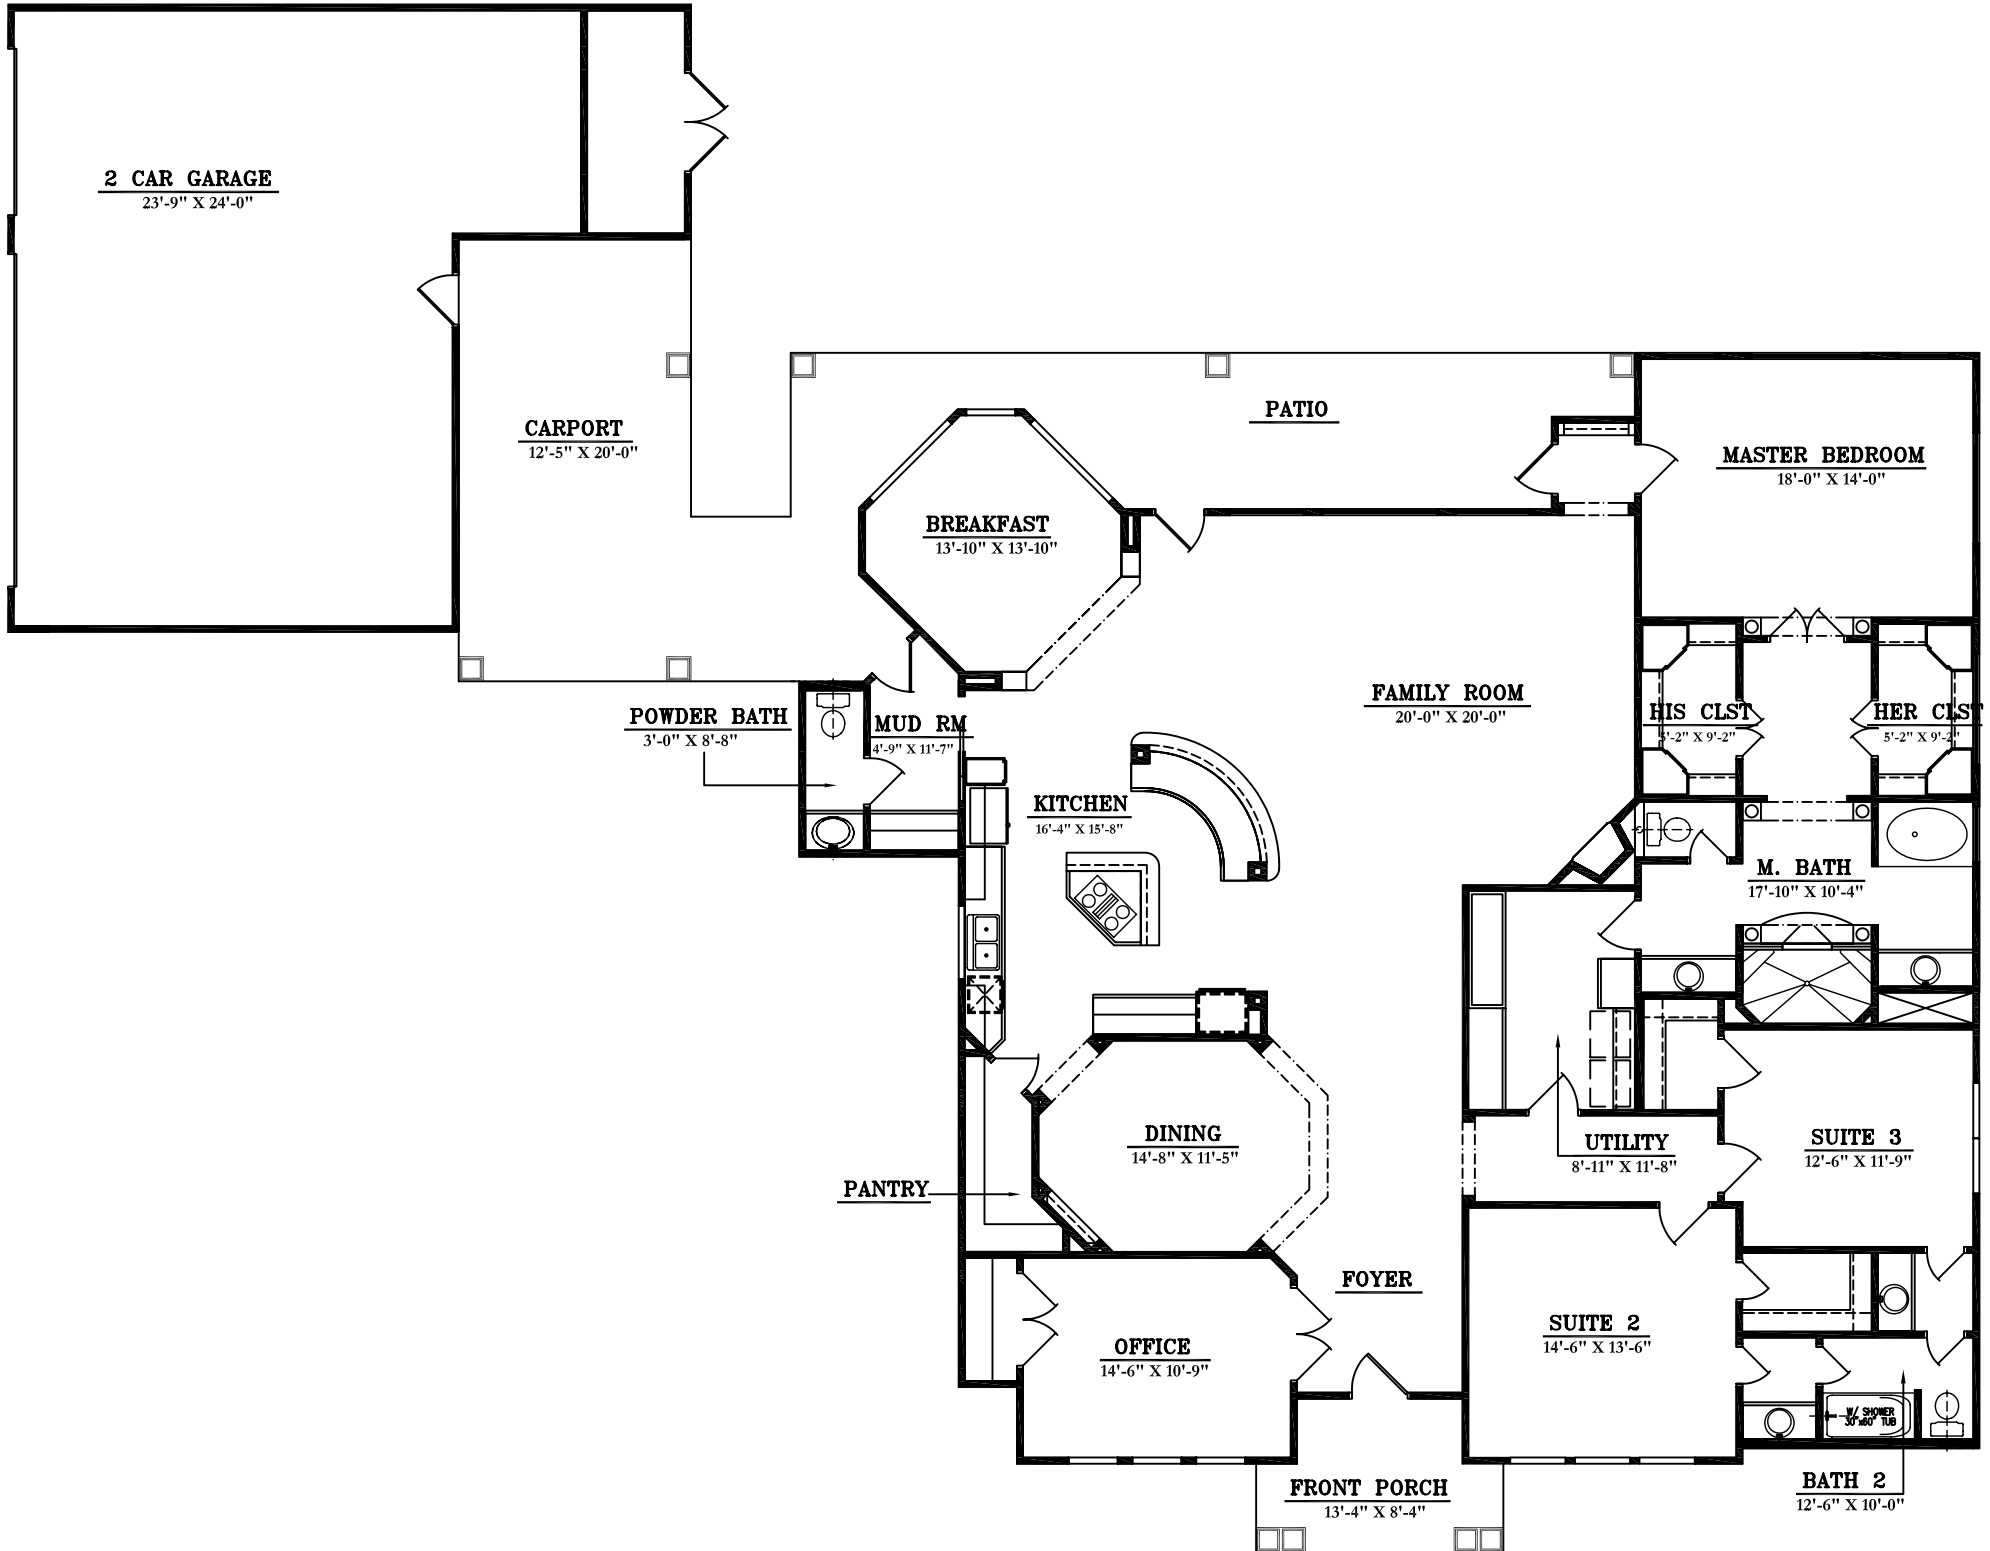 2 CAR GARAGE
23'-9" X 24'-0"
CARPORT
12'-5" X 20'-0"
PATIO
MASTER BEDROOM
18'-0" X 14'-0"
BREAKFAST
13'-10" X 13'-10"
FAMILY ROOM
20'-0" X 20'-0"
HIS CLST
5'-2" X 9'-2"
HER CLST
5'-2" X 9'-2"
POWDER BATH
3'-0" X 8'-8"
MUD RM
4'-9" X 11'-7"
KITCHEN
16'-4" X 15'-8"
M. BATH
17'-10" X 10'-4"
DINING
14'-8" X 11'-5"
UTILITY
8'-11" X 11'-8"
SUITE 3
12'-6" X 11'-9"
PANTRY
FOYER
OFFICE
14'-6" X 10'-9"
SUITE 2
14'-6" X 13'-6"
W/ SHOWER
30"x60" TUB
FRONT PORCH
13'-4" X 8'-4"
BATH 2
12'-6" X 10'-0"